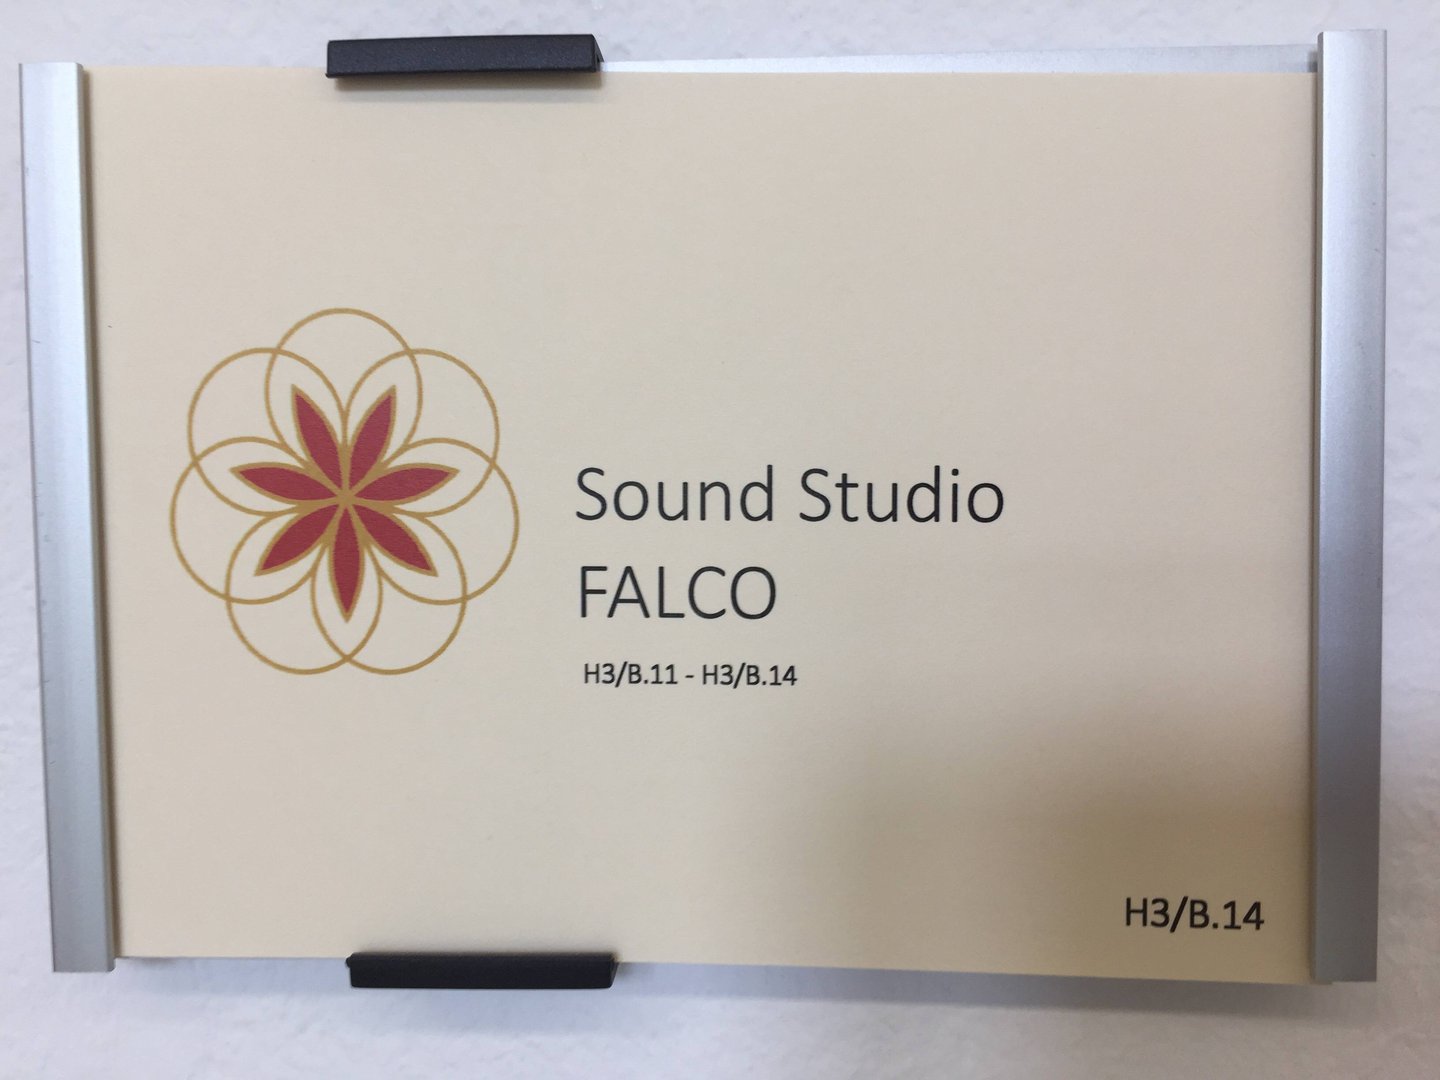 Sound Studio
FALCO
H3/B.11 - H3/B.14
H3/B.14